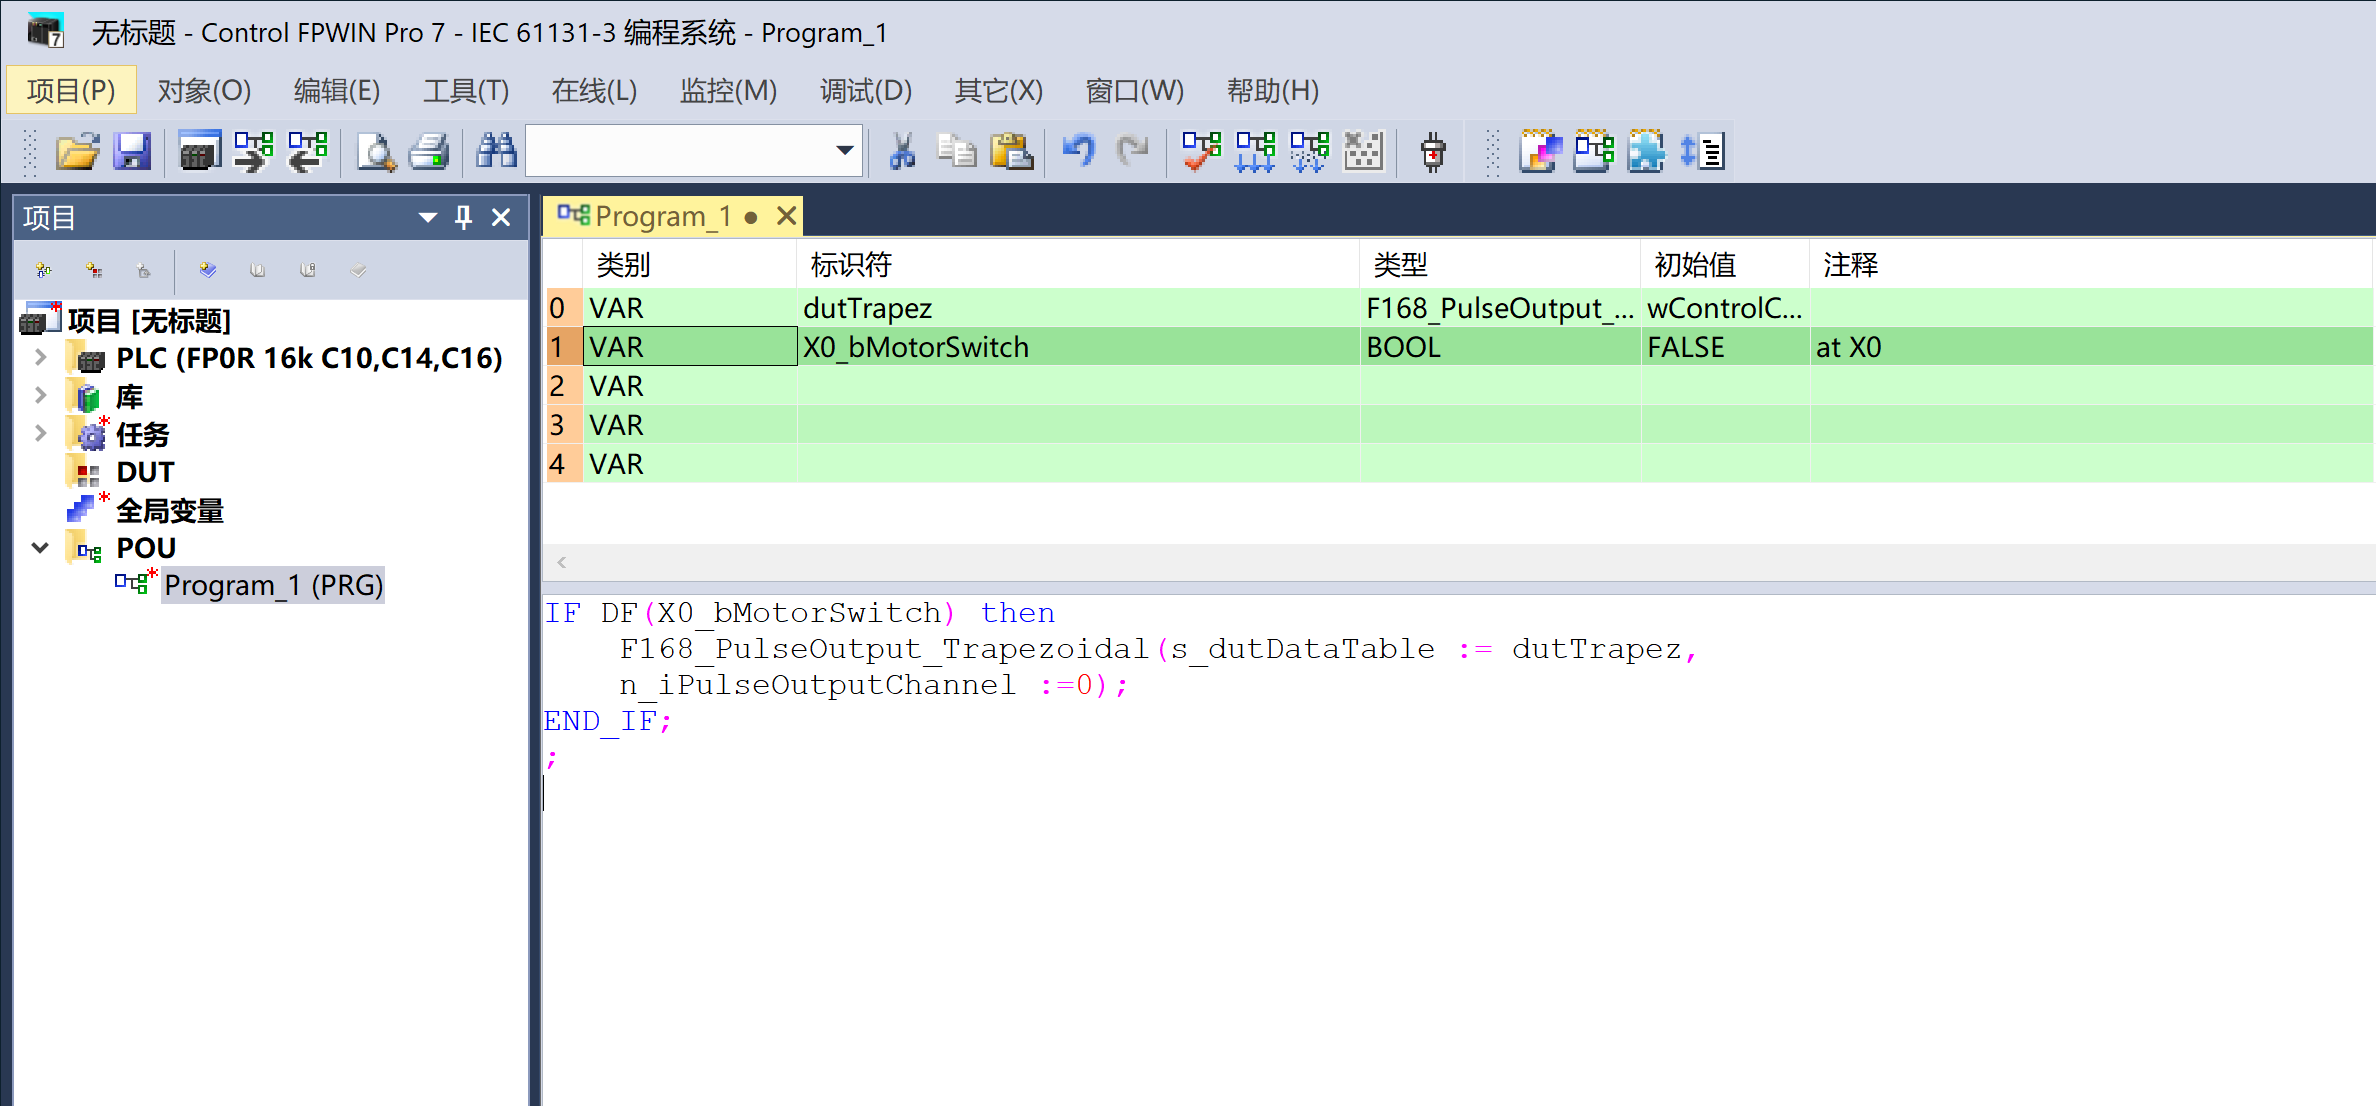 无标题 - Control FPWIN Pro 7 - IEC 61131-3 编程系统 - Program_1
项目(P) 对象(O) 编辑(E) 工具(T) 在线(L) 监控(M) 调试(D) 其它(X) 窗口(W) 帮助(H)
项目
项目 [无标题]
PLC (FP0R 16k C10,C14,C16)
库
任务
DUT
全局变量
POU
Program_1 (PRG)
Program_1
类别 标识符 类型 初始值 注释
0 VAR dutTrapez F168_PulseOutput_... wControlC...
1 VAR X0_bMotorSwitch BOOL FALSE at X0
2 VAR
3 VAR
4 VAR
IF DF(X0_bMotorSwitch) then
F168_PulseOutput_Trapezoidal(s_dutDataTable := dutTrapez,
n_iPulseOutputChannel :=0);
END_IF;
;